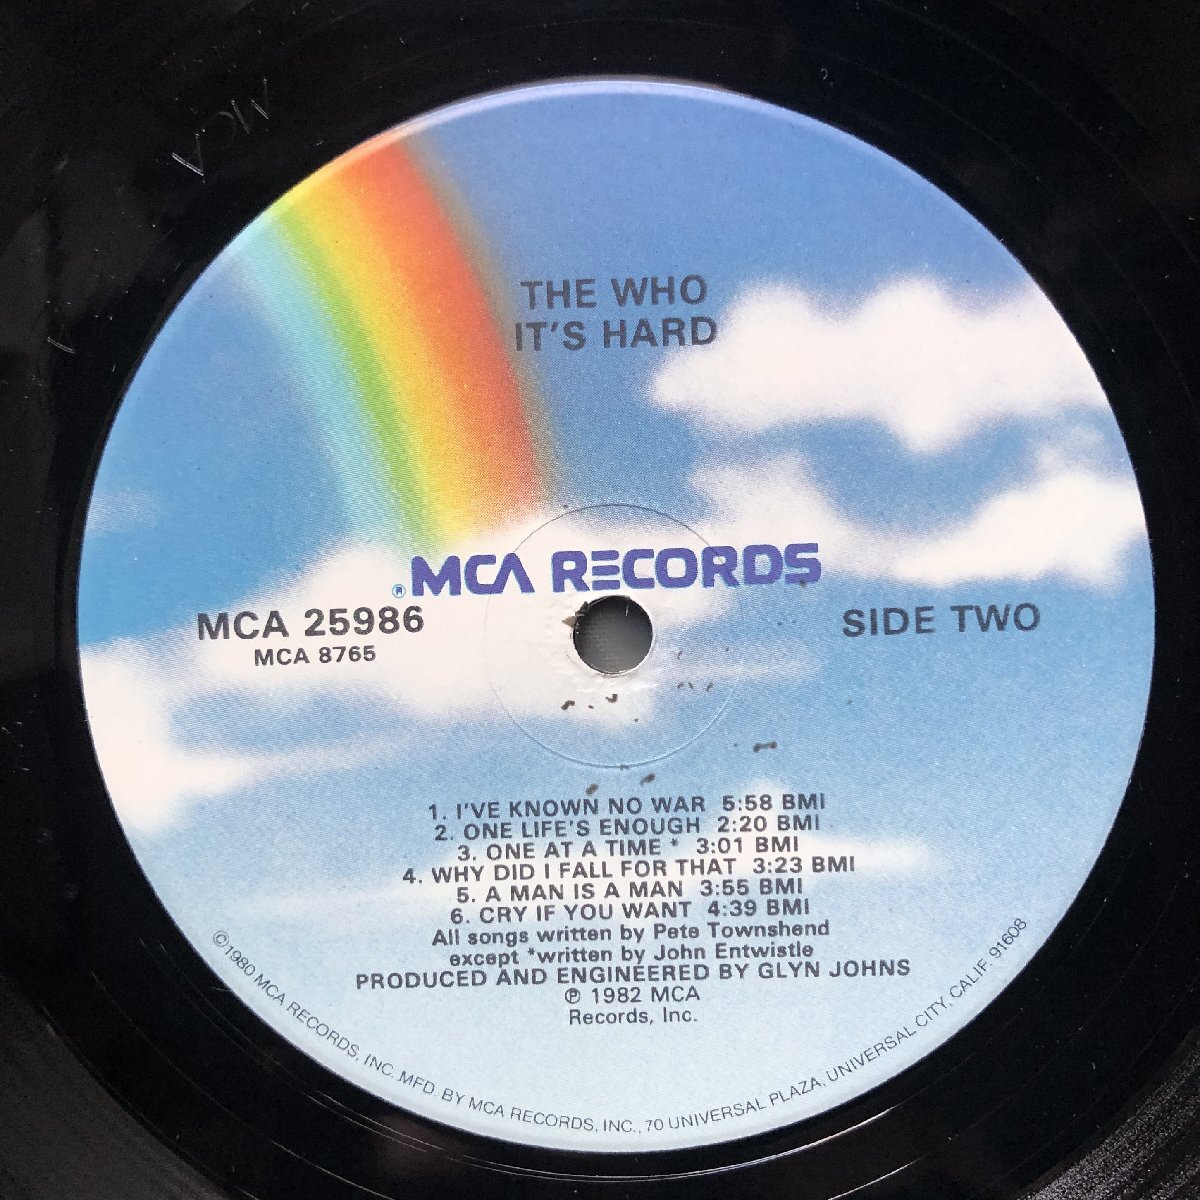 MCA
THE WHO
IT'S HARD
®MCA RECORDS
MCA 25986
MCA 8765
SIDE TWO
1. I'VE KNOWN NO WAR 5:58 BMI
2. ONE LIFE'S ENOUGH 2:20 BMI
3. ONE AT A TIME * 3:01 BMI
4. WHY DID I FALL FOR THAT 3:23 BMI
5. A MAN IS A MAN 3:55 BMI
6. CRY IF YOU WANT 4:39 BMI
All songs written by Pete Townshend
except *written by John Entwistle
PRODUCED AND ENGINEERED BY GLYN JOHNS
℗ 1982 MCA
Records, Inc.
©1980 MCA RECORDS, INC. MFD. BY MCA RECORDS, INC., 70 UNIVERSAL PLAZA, UNIVERSAL CITY, CALIF. 91608